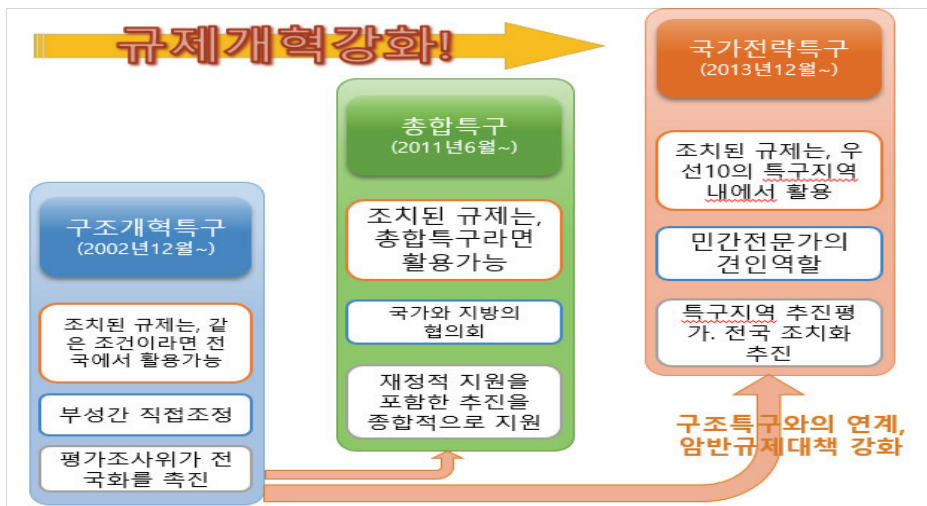 규제개혁강화!
구조개혁특구
(2002년12월~)
조치된 규제는, 같
은 조건이라면 전
국에서 활용가능
부성간 직접조정
평가조사위가 전
국화를 촉진
총합특구
(2011년6월~)
조치된 규제는,
총합특구라면
활용가능
국가와 지방의
협의회
재정적 지원을
포함한 추진을
종합적으로 지원
국가전략특구
(2013년12월~)
조치된 규제는, 우
선10의 특구지역
내에서 활용
민간전문가의
견인역할
특구지역 추진평
가. 전국 조치화
추진
구조특구와의 연계,
암반규제대책 강화